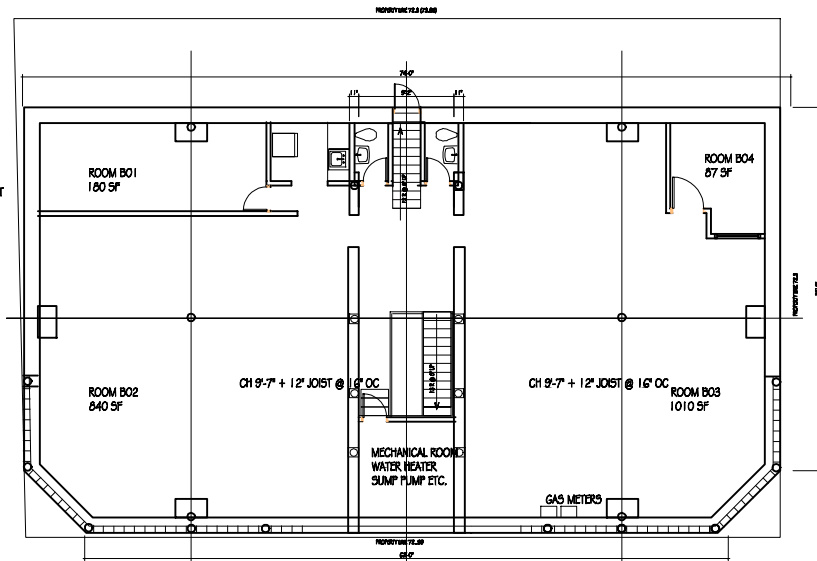 74'-0"
11"
11"
ROOM B01
180 SF
ROOM B04
87 SF
CH 9'-7" + 12" JOIST @ 16" OC
CH 9'-7" + 12" JOIST @ 16" OC
ROOM B02
840 SF
ROOM B03
1010 SF
MECHANICAL ROOM
WATER HEATER
SUMP PUMP ETC.
GAS METERS